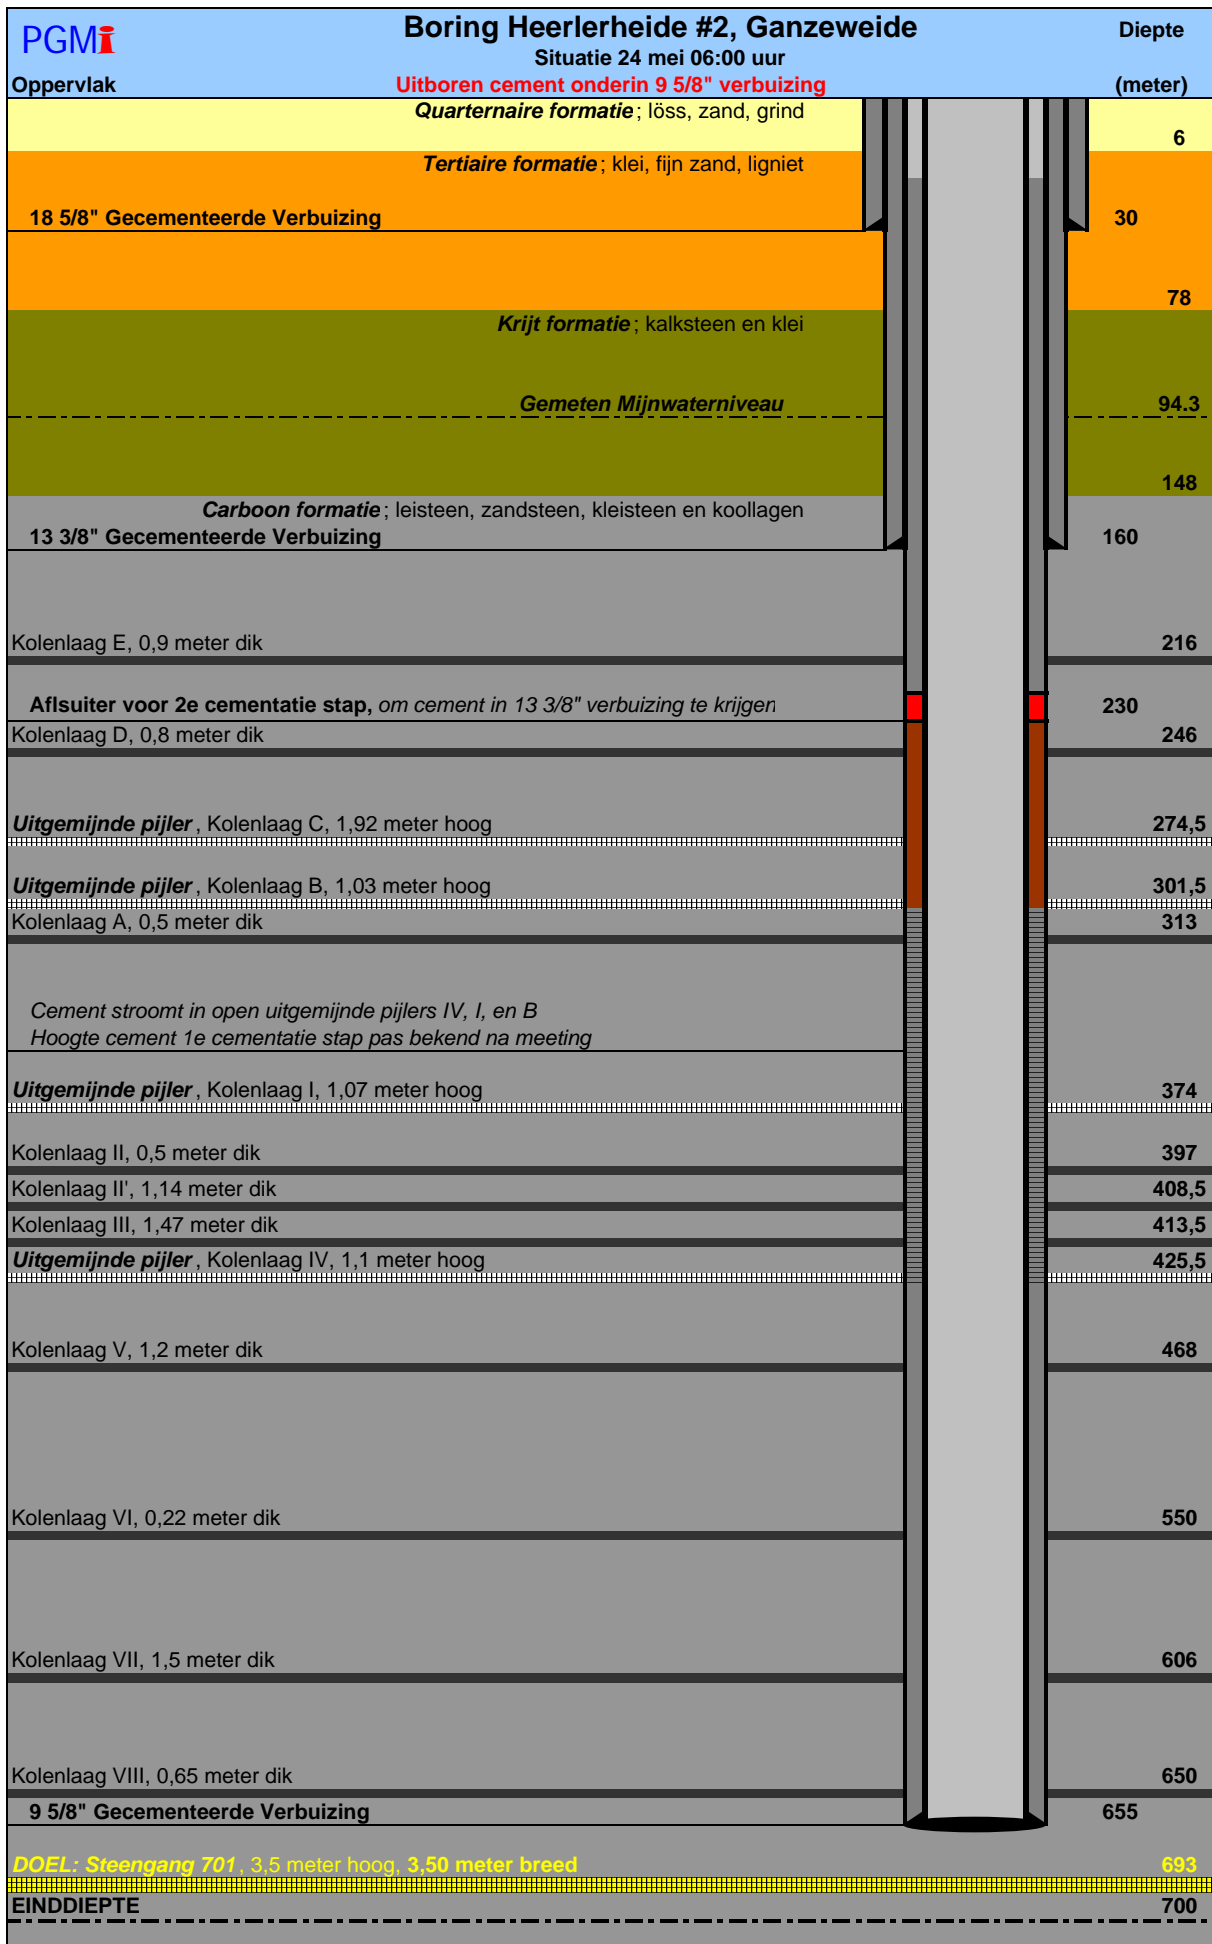 PGMi
Boring Heerlerheide #2, Ganzeweide
Diepte
Situatie 24 mei 06:00 uur
Oppervlak
Uitboren cement onderin 9 5/8" verbuizing
(meter)
Quarternaire formatie; löss, zand, grind
6
Tertiaire formatie; klei, fijn zand, ligniet
18 5/8" Gecementeerde Verbuizing 30
78
Krijt formatie; kalksteen en klei
Gemeten Mijnwaterniveau 94.3
148
Carboon formatie; leisteen, zandsteen, kleisteen en koollagen
13 3/8" Gecementeerde Verbuizing 160
Kolenlaag E, 0,9 meter dik 216
Aflsuiter voor 2e cementatie stap, om cement in 13 3/8" verbuizing te krijgen 230
Kolenlaag D, 0,8 meter dik 246
Uitgemijnde pijler, Kolenlaag C, 1,92 meter hoog 274,5
Uitgemijnde pijler, Kolenlaag B, 1,03 meter hoog 301,5
Kolenlaag A, 0,5 meter dik 313
Cement stroomt in open uitgemijnde pijlers IV, I, en B
Hoogte cement 1e cementatie stap pas bekend na meeting
Uitgemijnde pijler, Kolenlaag I, 1,07 meter hoog 374
Kolenlaag II, 0,5 meter dik 397
Kolenlaag II', 1,14 meter dik 408,5
Kolenlaag III, 1,47 meter dik 413,5
Uitgemijnde pijler, Kolenlaag IV, 1,1 meter hoog 425,5
Kolenlaag V, 1,2 meter dik 468
Kolenlaag VI, 0,22 meter dik 550
Kolenlaag VII, 1,5 meter dik 606
Kolenlaag VIII, 0,65 meter dik 650
9 5/8" Gecementeerde Verbuizing 655
DOEL: Steengang 701, 3,5 meter hoog, 3,50 meter breed 693
EINDDIEPTE 700